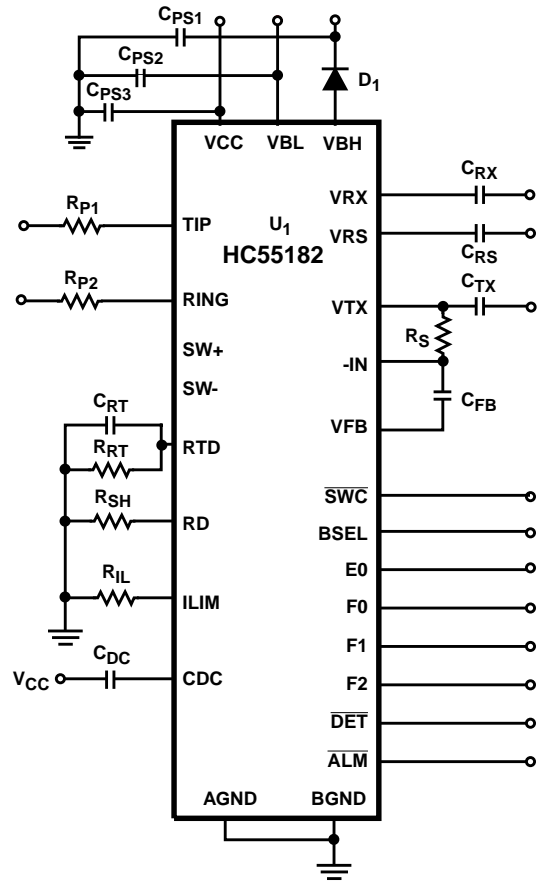 CPS1
CPS2
D1
CPS3
VCC VBL VBH
CRX
VRX
RP1
TIP
U1
VRS
HC55182
CRS
CTX
RP2
RING
VTX
RS
SW+
-IN
SW-
CFB
CRT
VFB
RTD
RRT
SWC
RSH
RD
BSEL
E0
RIL
ILIM
F0
F1
CDC
VCC
CDC
F2
DET
ALM
AGND BGND